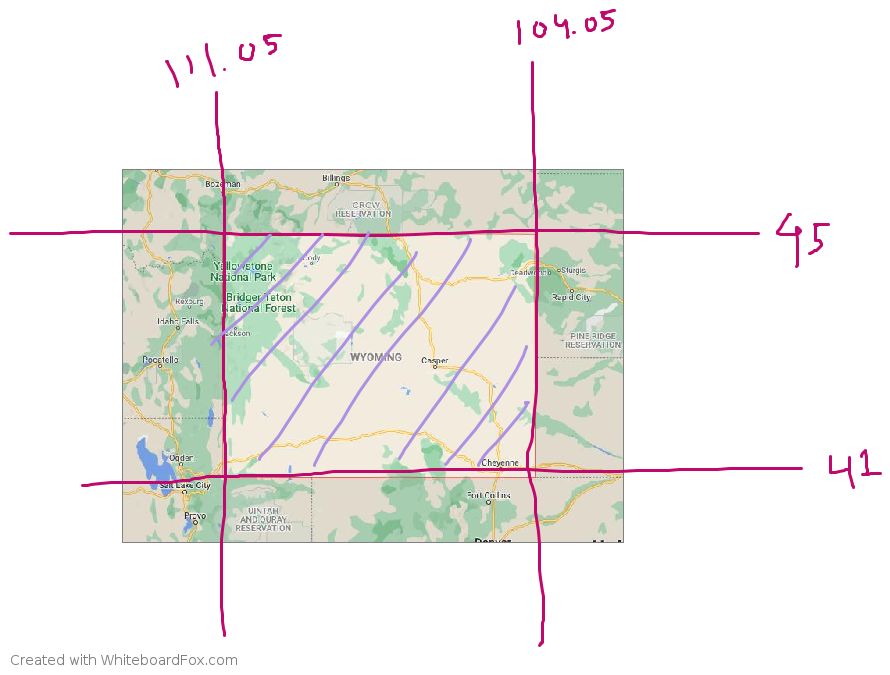 111.05
104.05
Bozeman
Billings
CROW
RESERVATION
45
Yellowstone
National Park
Cody
Deadwood
Sturgis
Rapid City
Bridger Teton
National Forest
Rexburg
Idaho Falls
Jackson
PINE RIDGE
RESERVATION
Pocatello
WYOMING
Casper
Ogden
Cheyenne
41
Salt Lake City
Fort Collins
Provo
UINTAH
AND OURAY
RESERVATION
Denver
Created with WhiteboardFox.com